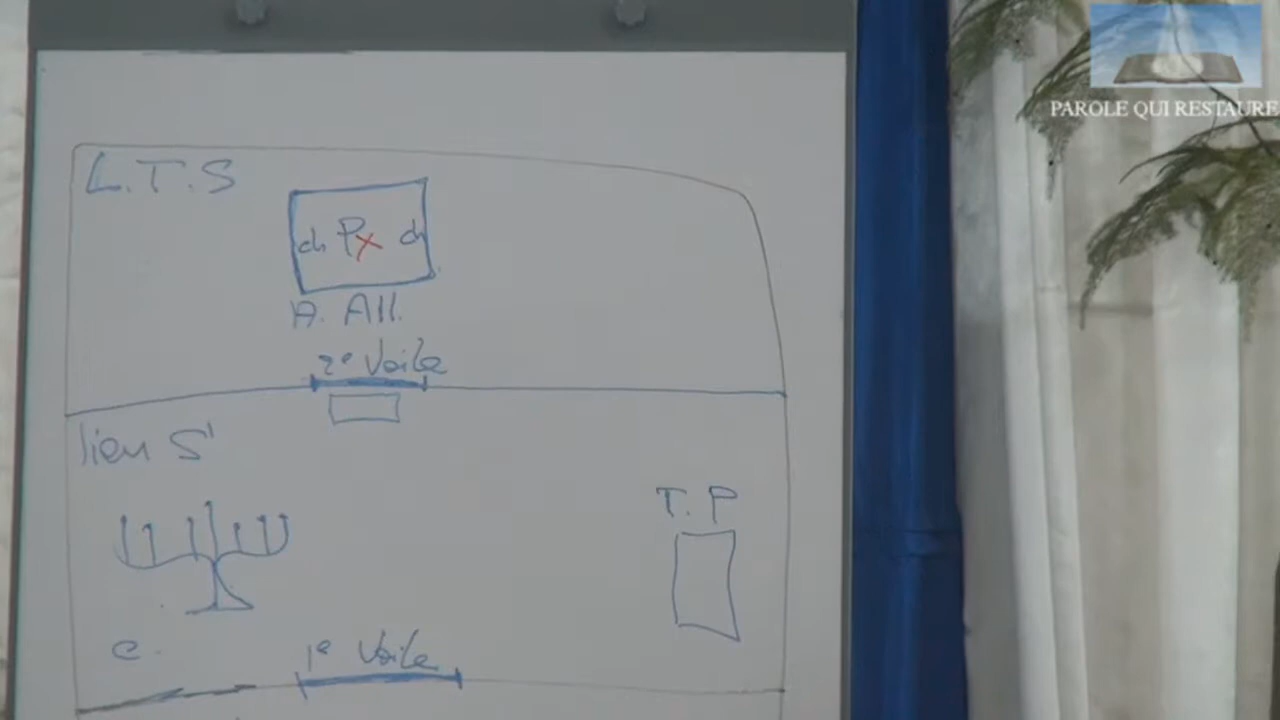 PAROLE QUI RESTAURE
L.T.S
ch P x ch
A. All.
2e Voile
lieu S'
T. P
c.
1e Voile